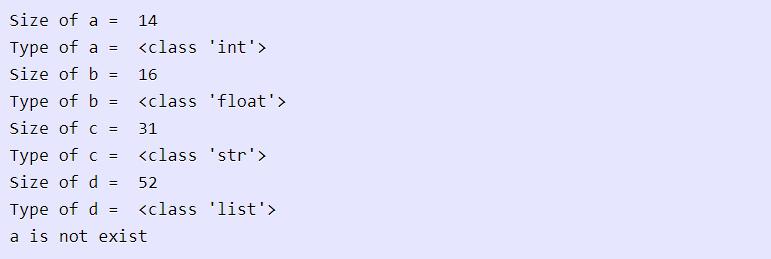 Size of a =  14
Type of a =  <class 'int'>
Size of b =  16
Type of b =  <class 'float'>
Size of c =  31
Type of c =  <class 'str'>
Size of d =  52
Type of d =  <class 'list'>
a is not exist